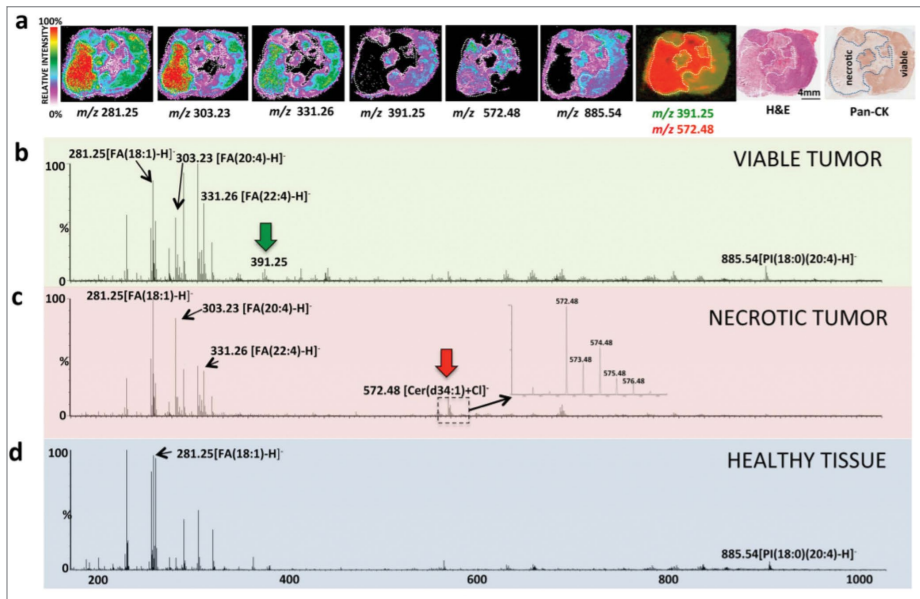 a
100%
RELATIVE INTENSITY
0%
m/z 281.25
m/z 303.23
m/z 331.26
m/z 391.25
m/z 572.48
m/z 885.54
m/z 391.25
m/z 572.48
4mm
H&E
necrotic
viable
Pan-CK
b
VIABLE TUMOR
281.25[FA(18:1)-H]-
303.23 [FA(20:4)-H]-
331.26 [FA(22:4)-H]-
391.25
885.54[PI(18:0)(20:4)-H]-
100
%
0
c
NECROTIC TUMOR
281.25[FA(18:1)-H]-
303.23 [FA(20:4)-H]-
331.26 [FA(22:4)-H]-
572.48 [Cer(d34:1)+Cl]-
572.48
573.48
574.48
575.48
576.48
100
%
0
d
HEALTHY TISSUE
281.25[FA(18:1)-H]-
885.54[PI(18:0)(20:4)-H]-
100
%
0
200
400
600
800
1000